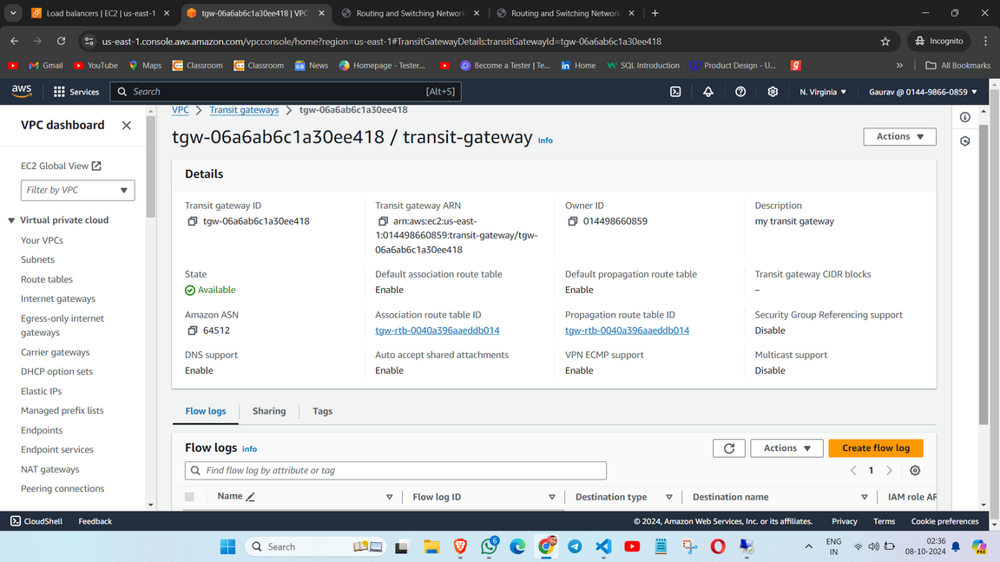 Load balancers | EC2 | us-east-1
tgw-06a6ab6c1a30ee418 | VPC
Routing and Switching Network
Routing and Switching Network
us-east-1.console.aws.amazon.com/vpcconsole/home?region=us-east-1#TransitGatewayDetails:transitGatewayId=tgw-06a6ab6c1a30ee418
Incognito
Gmail
YouTube
Maps
Classroom
Classroom
News
Homepage - Tester...
Become a Tester | Te...
Home
SQL Introduction
Product Design - U...
All Bookmarks
aws
Services
Search
[Alt+S]
N. Virginia
Gaurav @ 0144-9866-0859
VPC dashboard
EC2 Global View
Filter by VPC
Virtual private cloud
Your VPCs
Subnets
Route tables
Internet gateways
Egress-only internet
gateways
Carrier gateways
DHCP option sets
Elastic IPs
Managed prefix lists
Endpoints
Endpoint services
NAT gateways
Peering connections
VPC
Transit gateways
tgw-06a6ab6c1a30ee418
tgw-06a6ab6c1a30ee418 / transit-gateway Info
Actions
Details
Transit gateway ID
tgw-06a6ab6c1a30ee418
Transit gateway ARN
arn:aws:ec2:us-east-
1:014498660859:transit-gateway/tgw-
06a6ab6c1a30ee418
Owner ID
014498660859
Description
my transit gateway
State
Available
Default association route table
Enable
Default propagation route table
Enable
Transit gateway CIDR blocks
–
Amazon ASN
64512
Association route table ID
tgw-rtb-0040a396aaeddb014
Propagation route table ID
tgw-rtb-0040a396aaeddb014
Security Group Referencing support
Disable
DNS support
Enable
Auto accept shared attachments
Enable
VPN ECMP support
Enable
Multicast support
Disable
Flow logs
Sharing
Tags
Flow logs info
Actions
Create flow log
Find flow log by attribute or tag
1
Name
Flow log ID
Destination type
Destination name
IAM role AR
CloudShell
Feedback
© 2024, Amazon Web Services, Inc. or its affiliates.
Privacy
Terms
Cookie preferences
Search
6
ENG
IN
02:36
08-10-2024
PRE